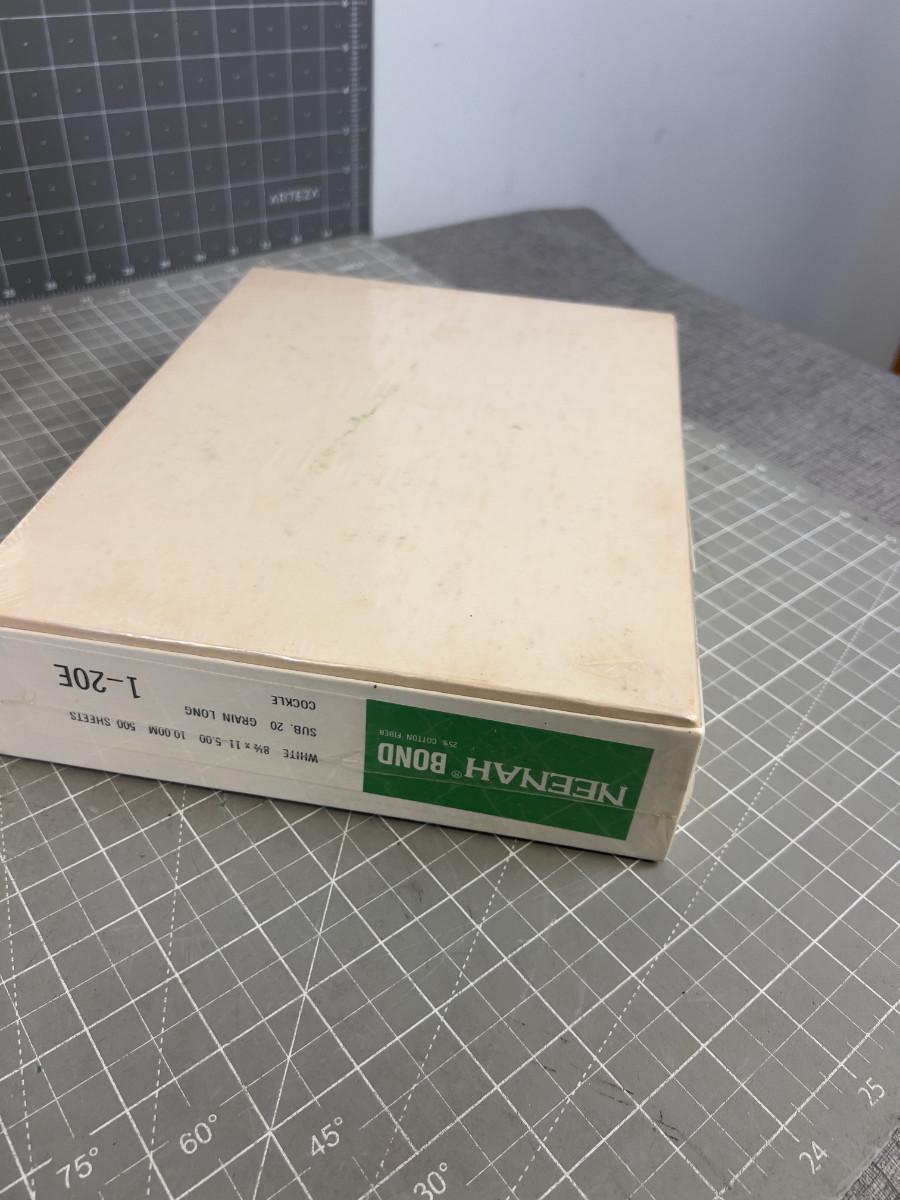 NEENAH® BOND
25% COTTON FIBER
WHITE 8½ x 11-5.00 10.00M 500 SHEETS
SUB. 20 GRAIN LONG
COCKLE
1-20E
ARTEZA
75°
60°
45°
30°
24
25